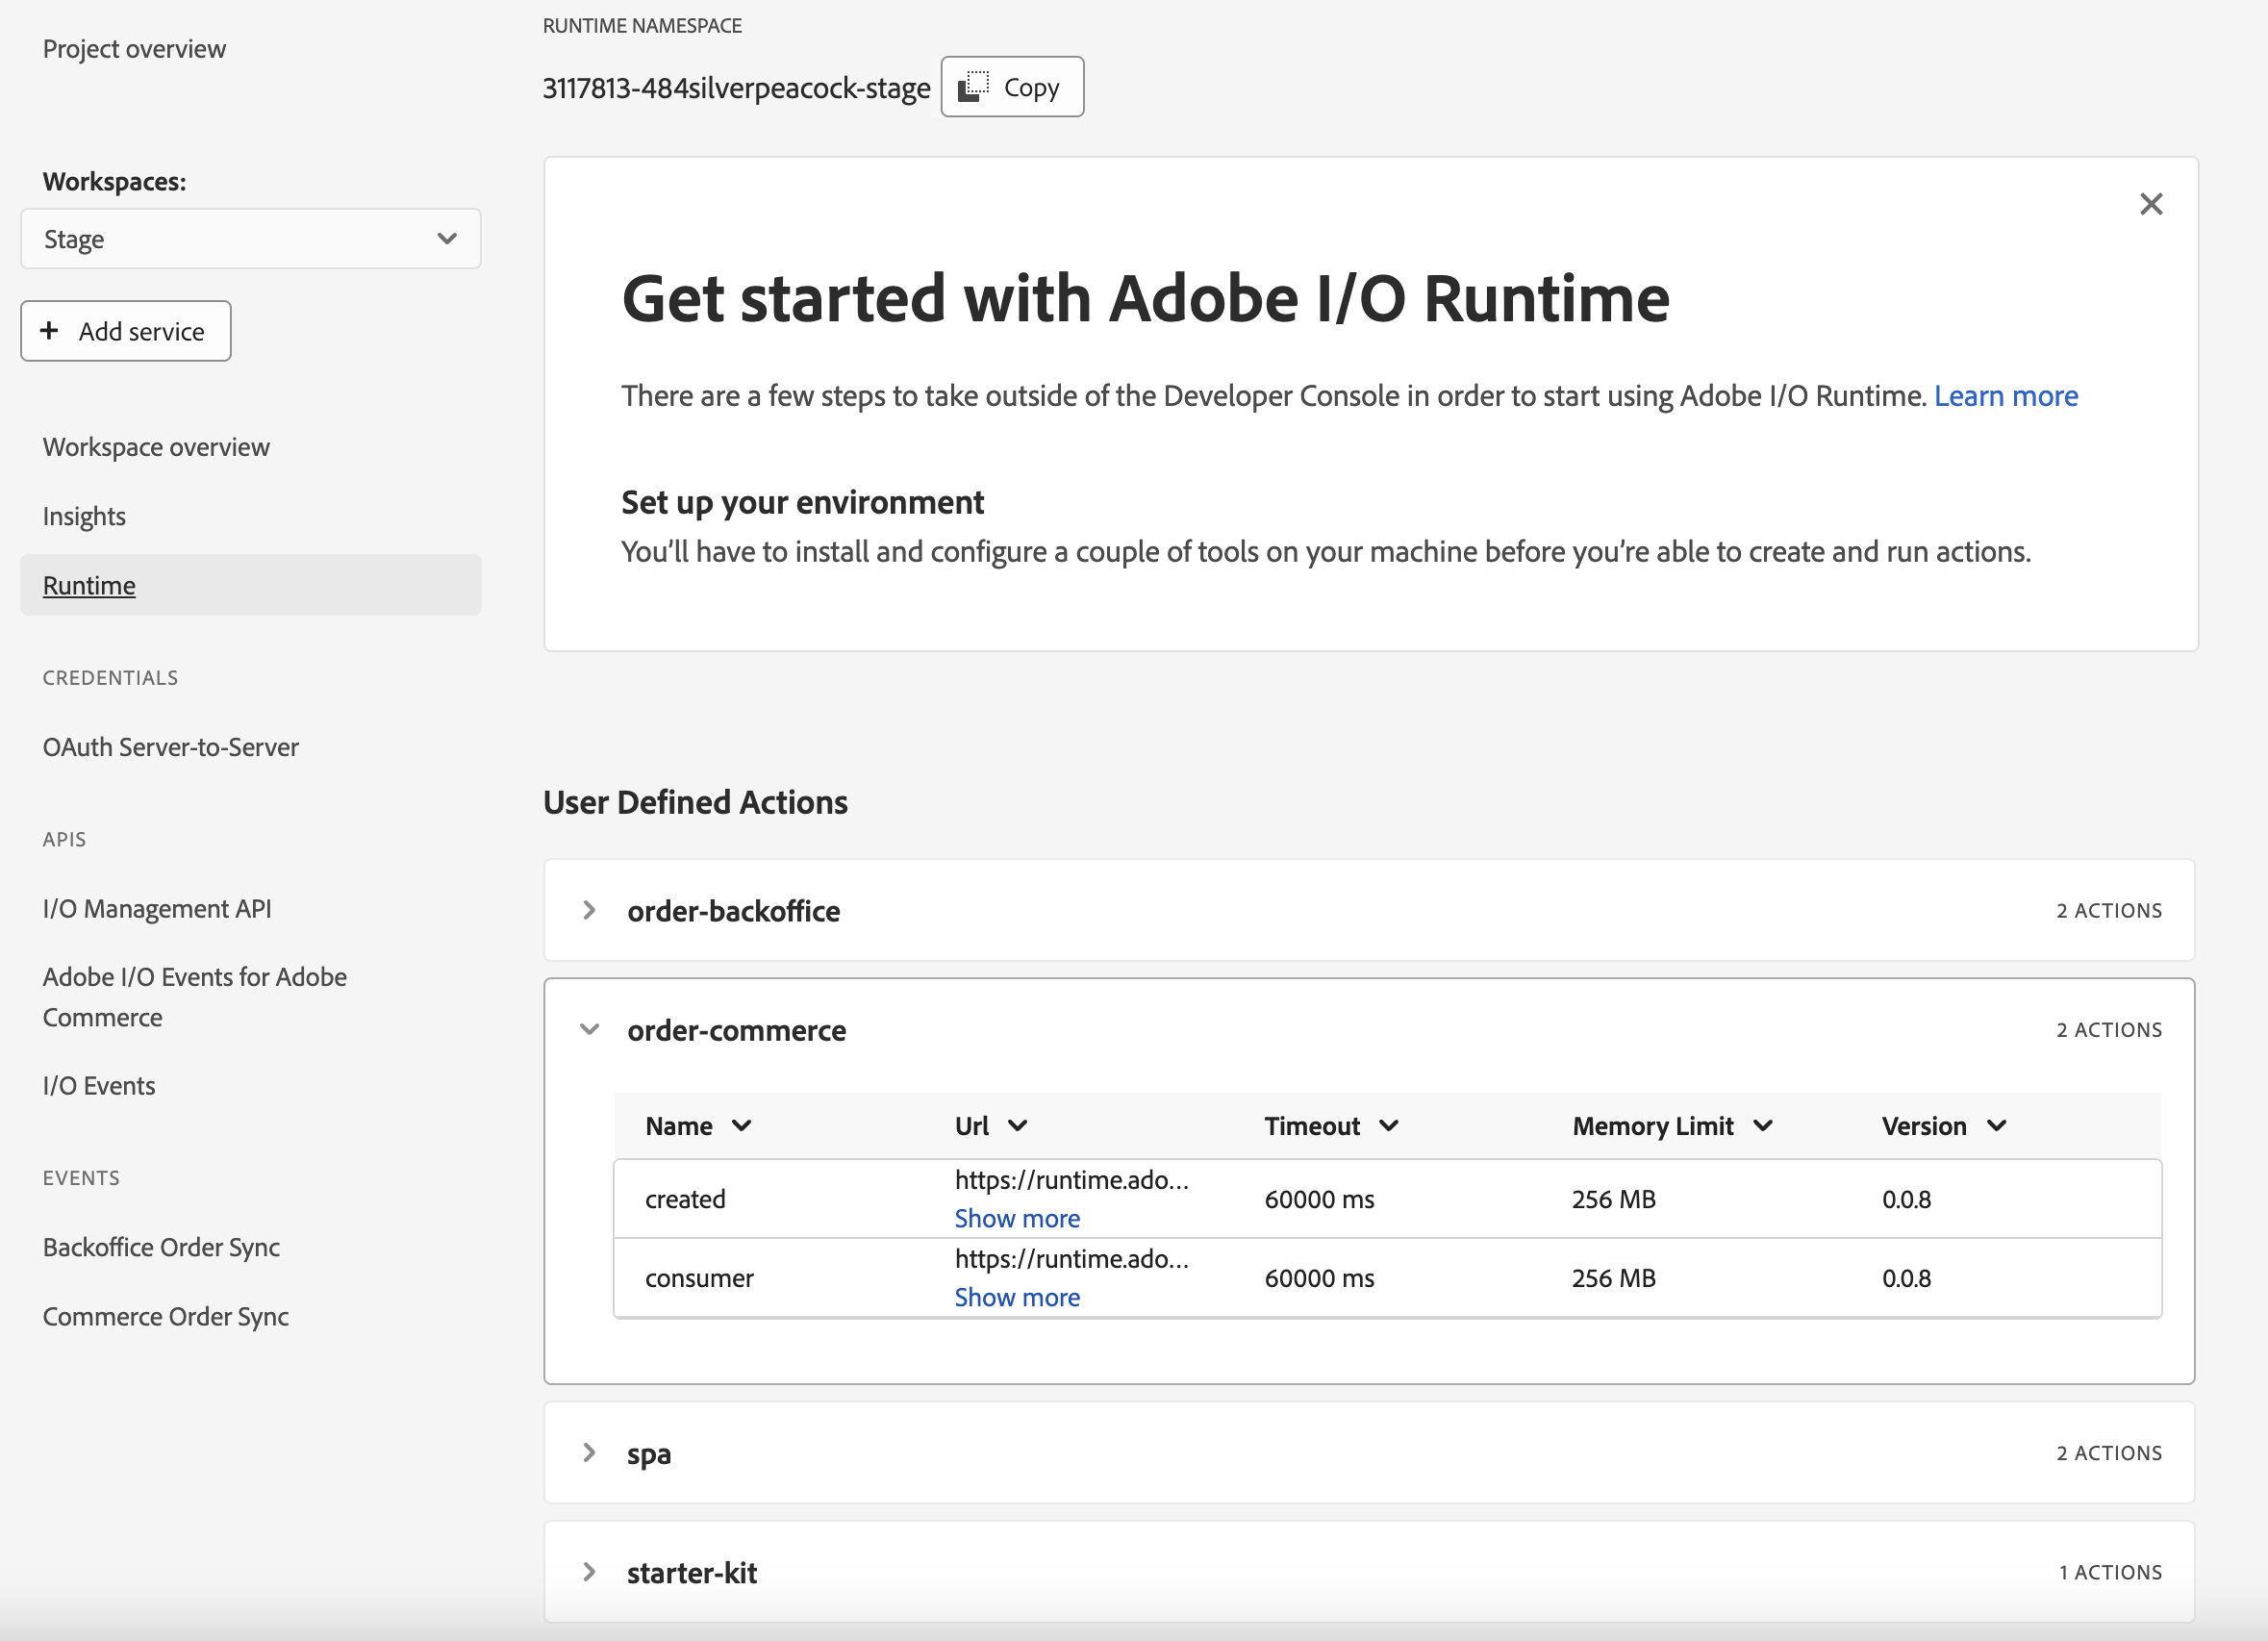 Project overview
Workspaces:
Stage
+ Add service
Workspace overview
Insights
Runtime
CREDENTIALS
OAuth Server-to-Server
APIS
I/O Management API
Adobe I/O Events for Adobe
Commerce
I/O Events
EVENTS
Backoffice Order Sync
Commerce Order Sync
RUNTIME NAMESPACE
3117813-484silverpeacock-stage Copy
Get started with Adobe I/O Runtime
There are a few steps to take outside of the Developer Console in order to start using Adobe I/O Runtime. Learn more
Set up your environment
You’ll have to install and configure a couple of tools on your machine before you’re able to create and run actions.
User Defined Actions
order-backoffice 2 ACTIONS
order-commerce 2 ACTIONS
Name Url Timeout Memory Limit Version
created https://runtime.ado... 60000 ms 256 MB 0.0.8
Show more
consumer https://runtime.ado... 60000 ms 256 MB 0.0.8
Show more
spa 2 ACTIONS
starter-kit 1 ACTIONS